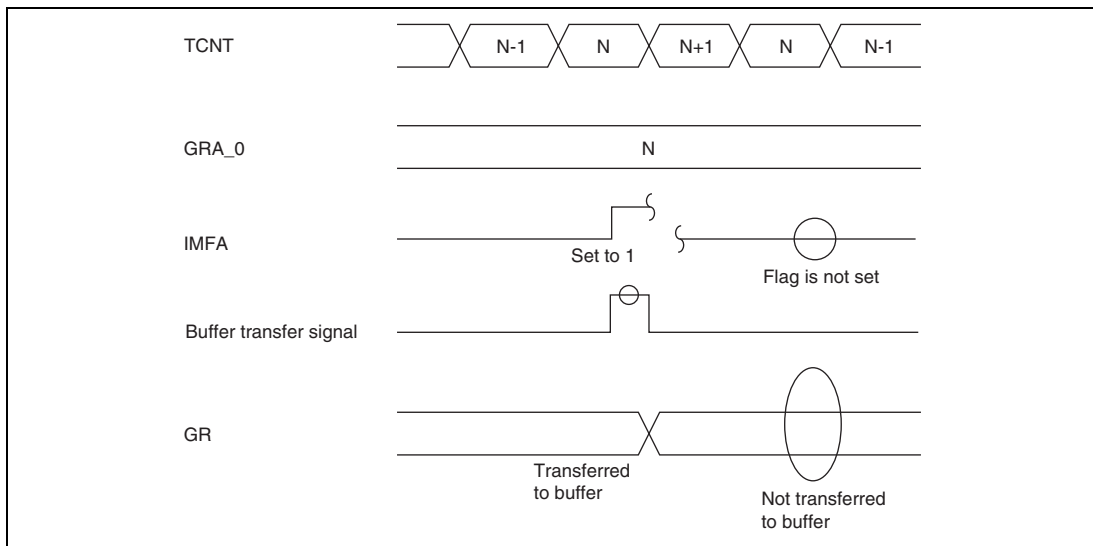 TCNT
N-1
N
N+1
N
N-1
GRA_0
N
IMFA
Set to 1
Flag is not set
Buffer transfer signal
GR
Transferred
to buffer
Not transferred
to buffer